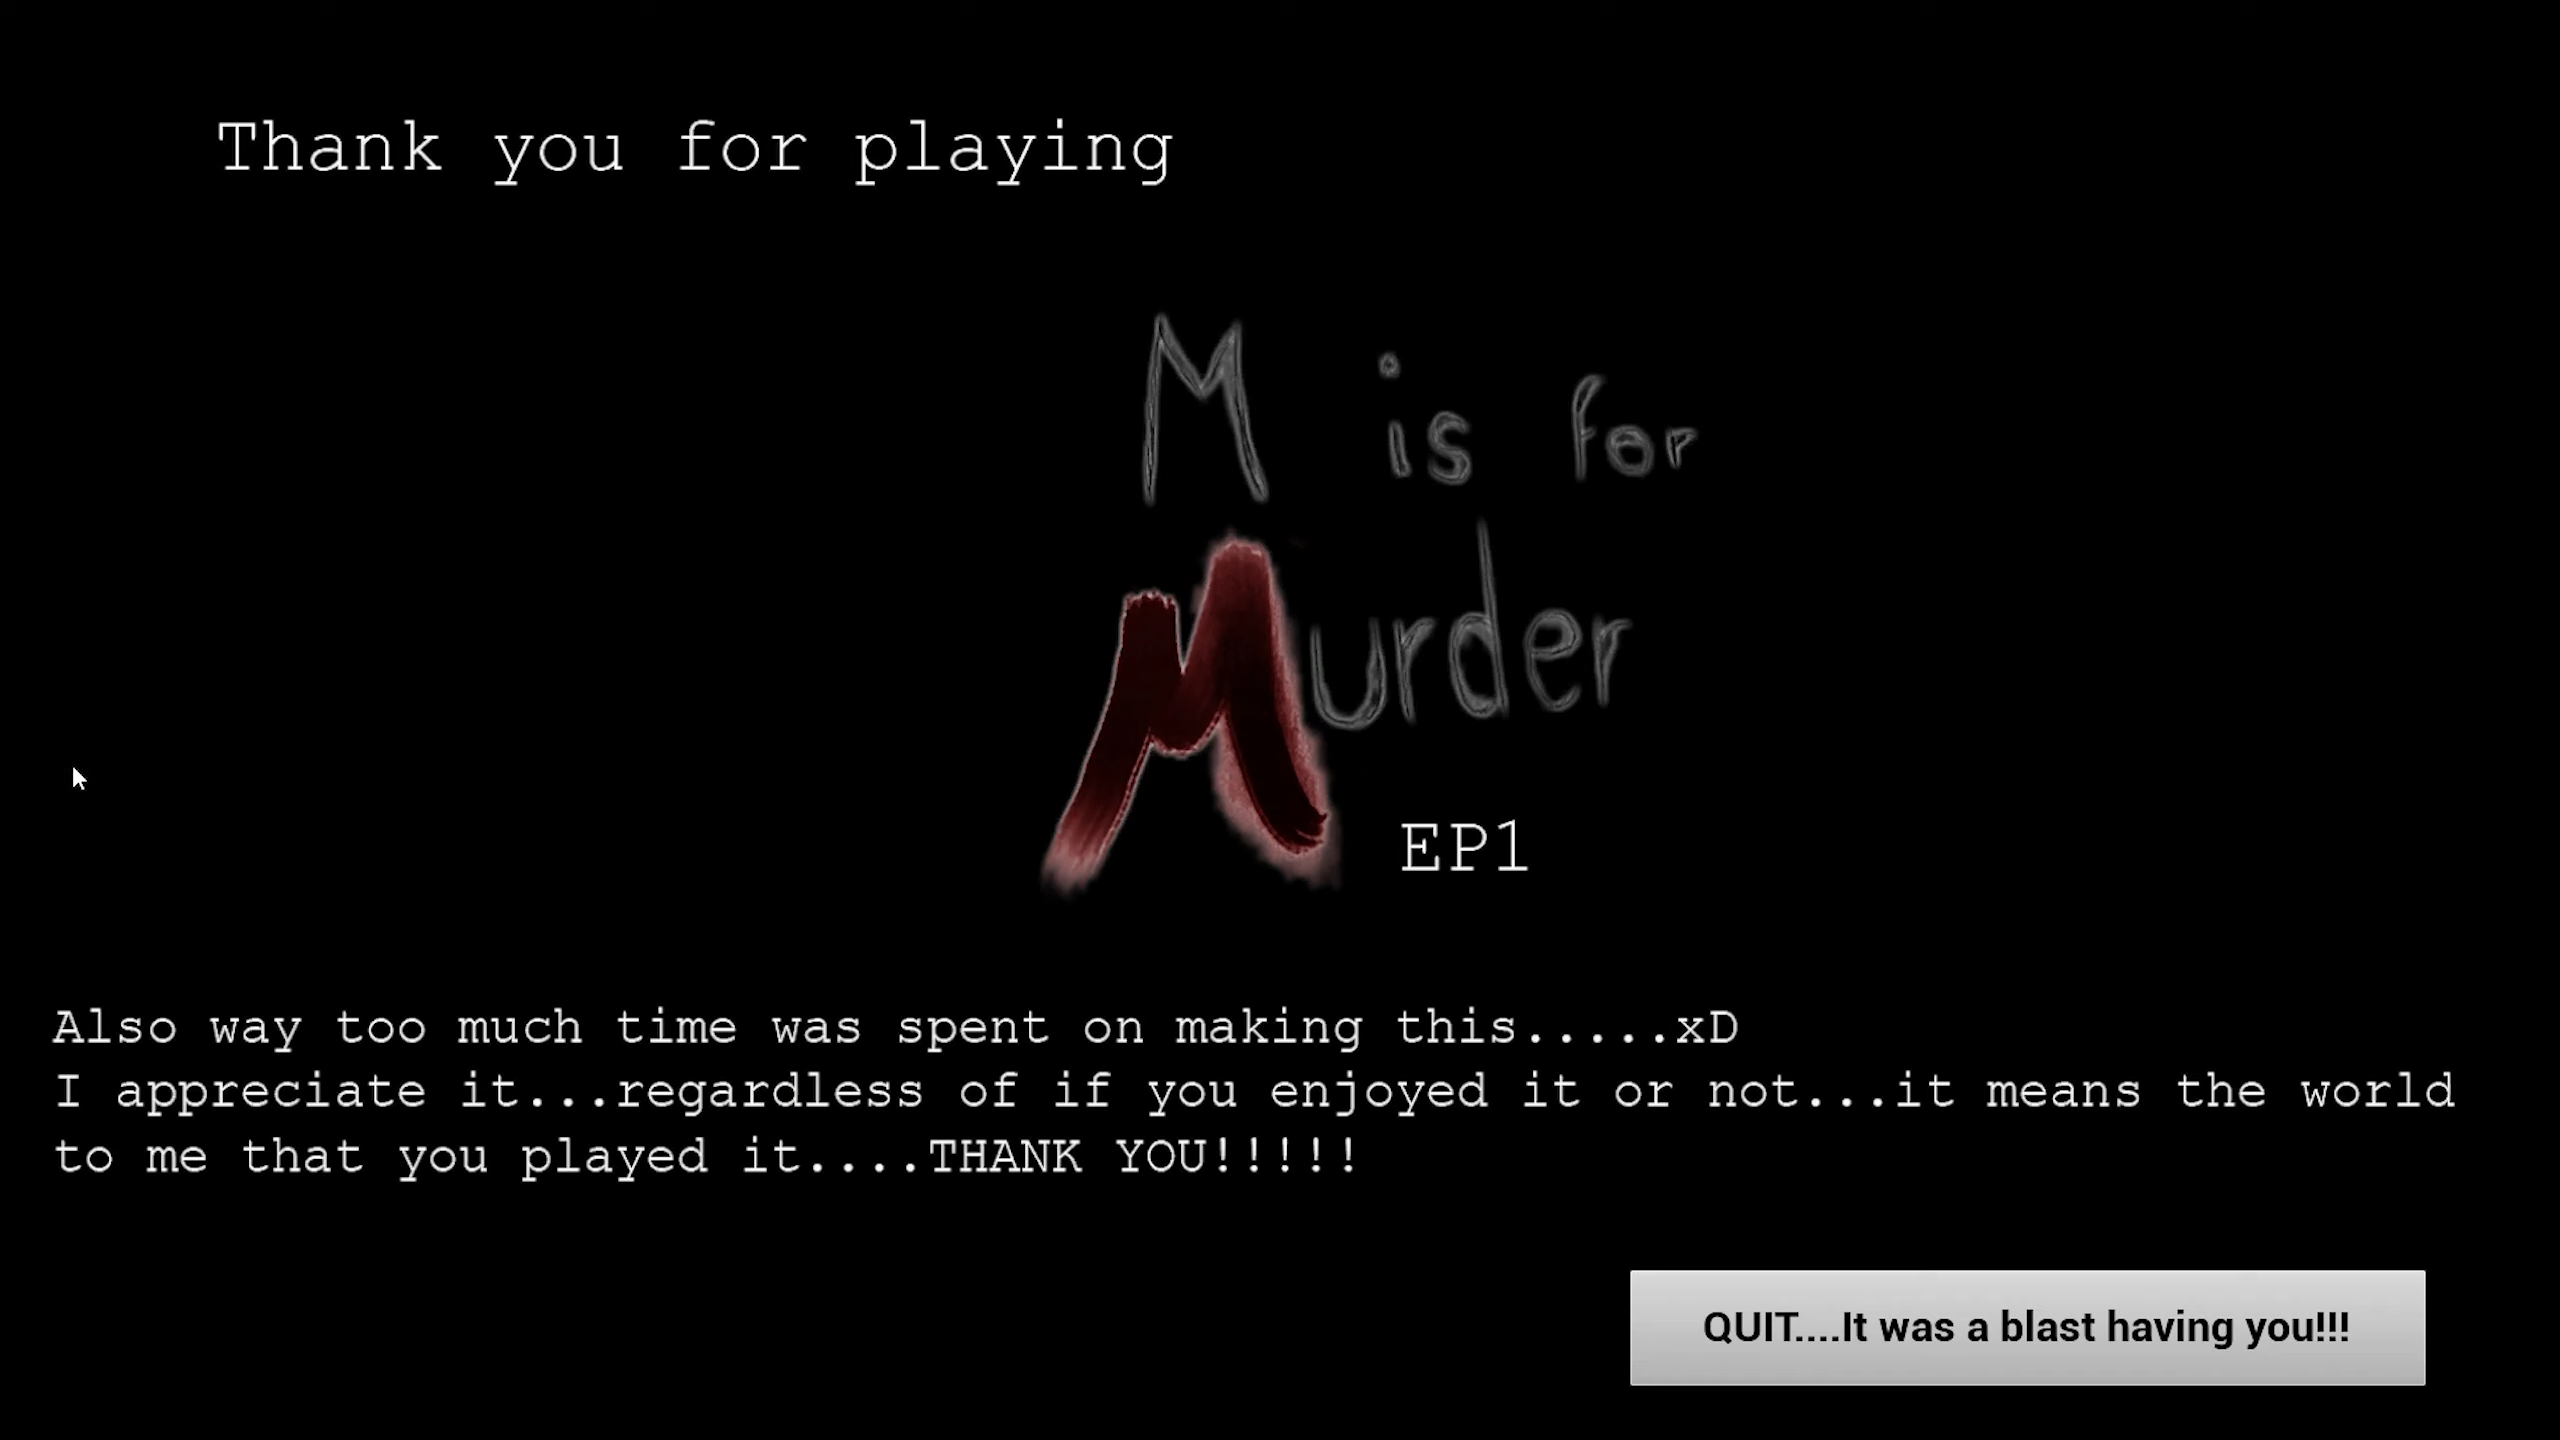 Thank you for playing
M is for
Murder
EP1
Also way too much time was spent on making this.....xD
I appreciate it...regardless of if you enjoyed it or not...it means the world
to me that you played it....THANK YOU!!!!!
QUIT....It was a blast having you!!!